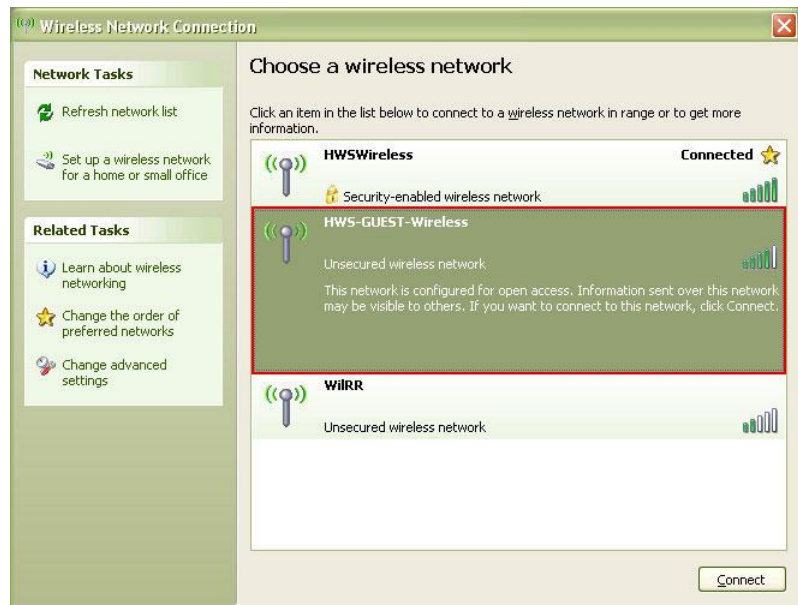 Wireless Network Connection
Network Tasks
Refresh network list
Set up a wireless network
for a home or small office
Related Tasks
Learn about wireless
networking
Change the order of
preferred networks
Change advanced
settings
Choose a wireless network
Click an item in the list below to connect to a wireless network in range or to get more
information.
HWSWireless
Connected
Security-enabled wireless network
HWS-GUEST-Wireless
Unsecured wireless network
This network is configured for open access. Information sent over this network
may be visible to others. If you want to connect to this network, click Connect.
WilRR
Unsecured wireless network
Connect